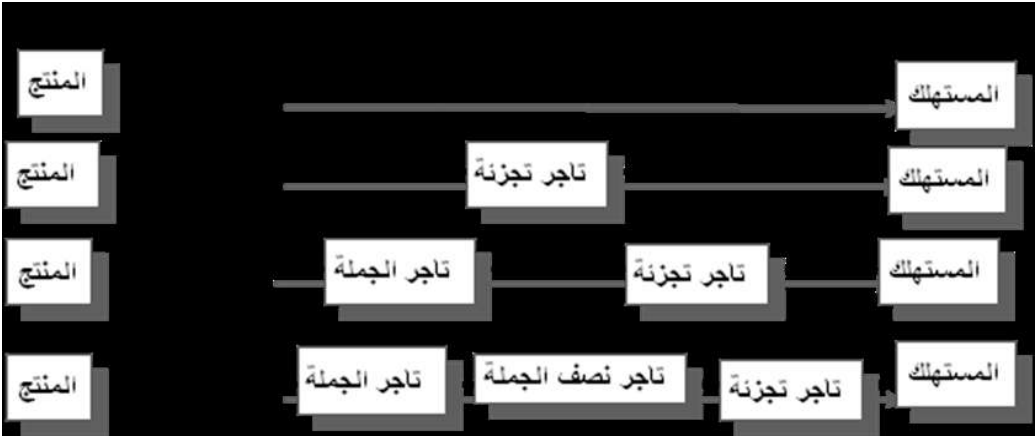 المنتج
المستهلك
المنتج
تاجر تجزئة
المستهلك
المنتج
تاجر الجملة
تاجر تجزئة
المستهلك
المنتج
تاجر الجملة
تاجر نصف الجملة
تاجر تجزئة
المستهلك